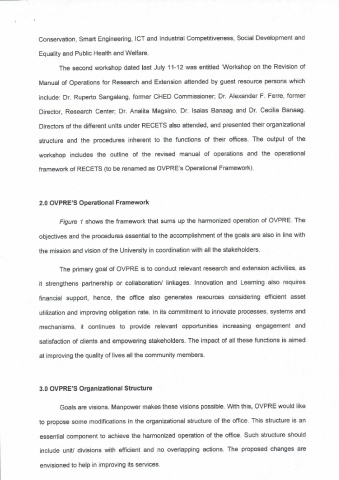 Conservation, Smart Engineering, ICT and Industrial Competitiveness, Social Development and
Equality and Public Health and Welfare.
The second workshop dated last July 11-12 was entitled 'Workshop on the Revision of
Manual of Operations for Research and Extension attended by guest resource persons which
include: Dr. Ruperto Sangalang, former CHED Commissioner; Dr. Alexander F. Ferre, former
Director, Research Center; Dr. Analita Magsino, Dr. Isaias Banaag and Dr. Cecilia Banaag.
Directors of the different units under RECETS also attended, and presented their organizational
structure and the procedures inherent to the functions of their offices. The output of the
workshop includes the outline of the revised manual of operations and the operational
framework of RECETS (to be renamed as OVPRE's Operational Framework).
2.0 OVPRE'S Operational Framework
Figure 1 shows the framework that sums up the harmonized operation of OVPRE. The
objectives and the procedures essential to the accomplishment of the goals are also in line with
the mission and vision of the University in coordination with all the stakeholders.
The primary goal of OVPRE is to conduct relevant research and extension activities, as
it strengthens partnership or collaboration/ linkages. Innovation and Learning also requires
financial support, hence, the office also generates resources considering efficient asset
utilization and improving obligation rate. In its commitment to innovate processes, systems and
mechanisms, it continues to provide relevant opportunities increasing engagement and
satisfaction of clients and empowering stakeholders. The impact of all these functions is aimed
at improving the quality of lives all the community members.
3.0 OVPRE'S Organizational Structure
Goals are visions. Manpower makes these visions possible. With this, OVPRE would like
to propose some modifications in the organizational structure of the office. This structure is an
essential component to achieve the harmonized operation of the office. Such structure should
include unit/ divisions with efficient and no overlapping actions. The proposed changes are
envisioned to help in improving its services.